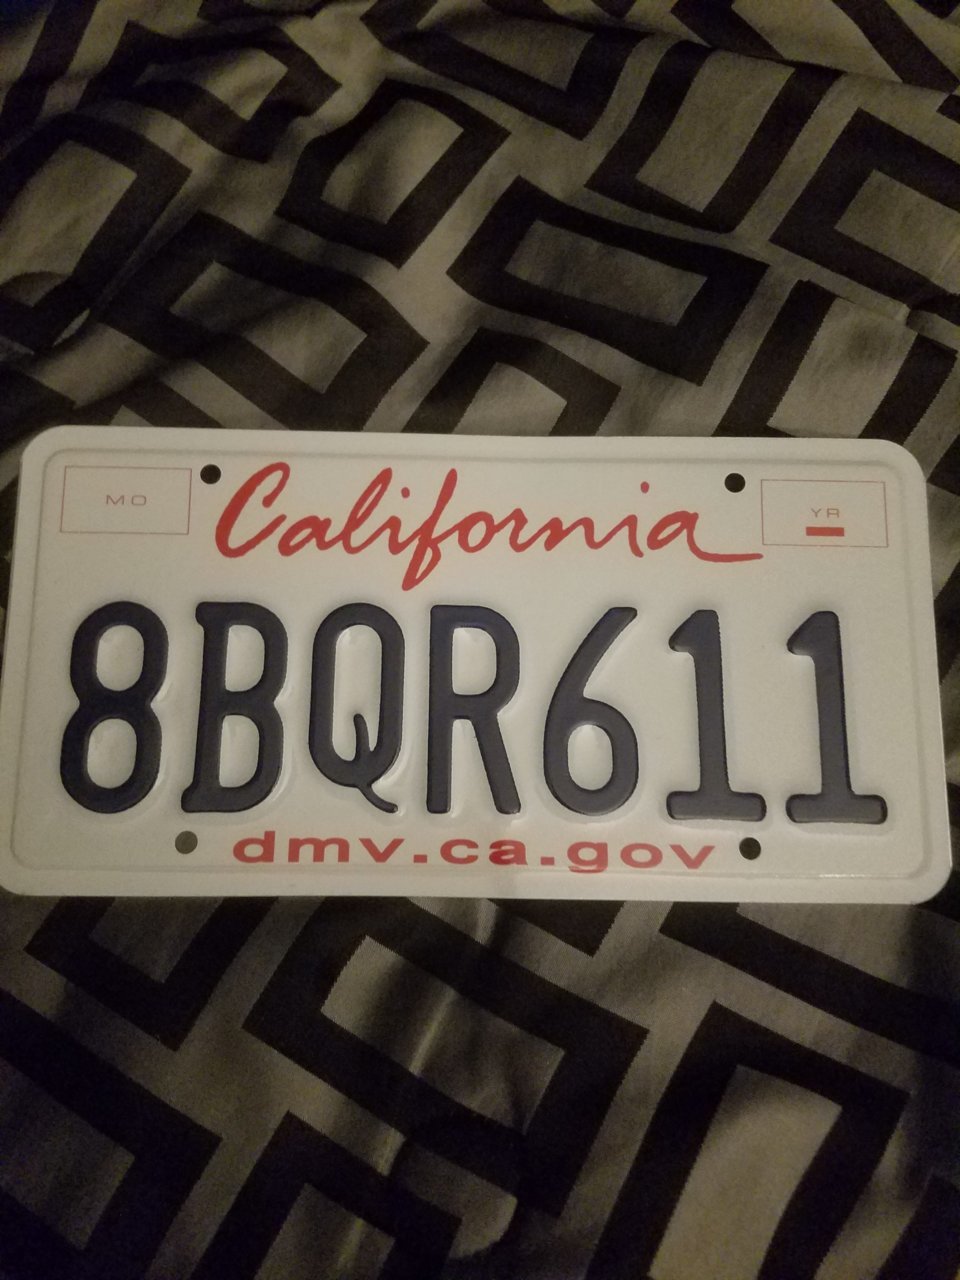 MO California YR
8BQR611
dmv.ca.gov